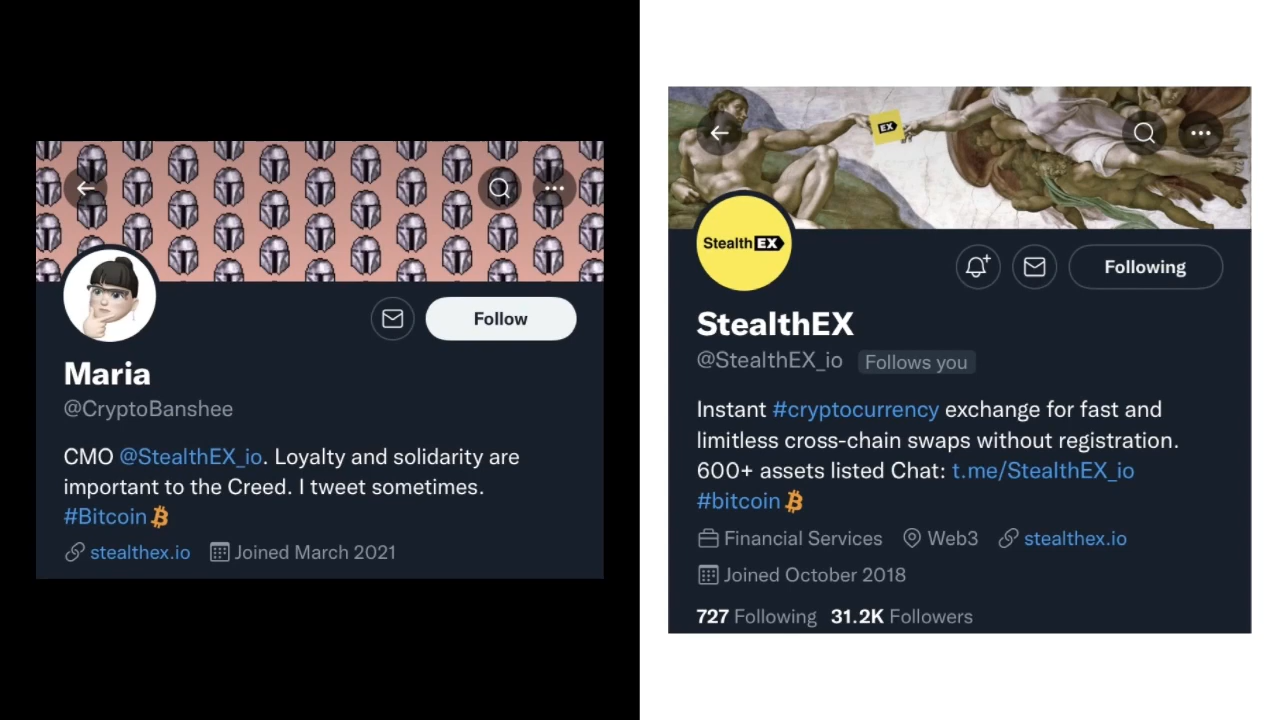 Follow
Maria
@CryptoBanshee
CMO @StealthEX_io. Loyalty and solidarity are
important to the Creed. I tweet sometimes.
#Bitcoin
stealthex.io Joined March 2021
EX
StealthEX
Following
StealthEX
@StealthEX_io Follows you
Instant #cryptocurrency exchange for fast and
limitless cross-chain swaps without registration.
600+ assets listed Chat: t.me/StealthEX_io
#bitcoin
Financial Services Web3 stealthex.io
Joined October 2018
727 Following 31.2K Followers